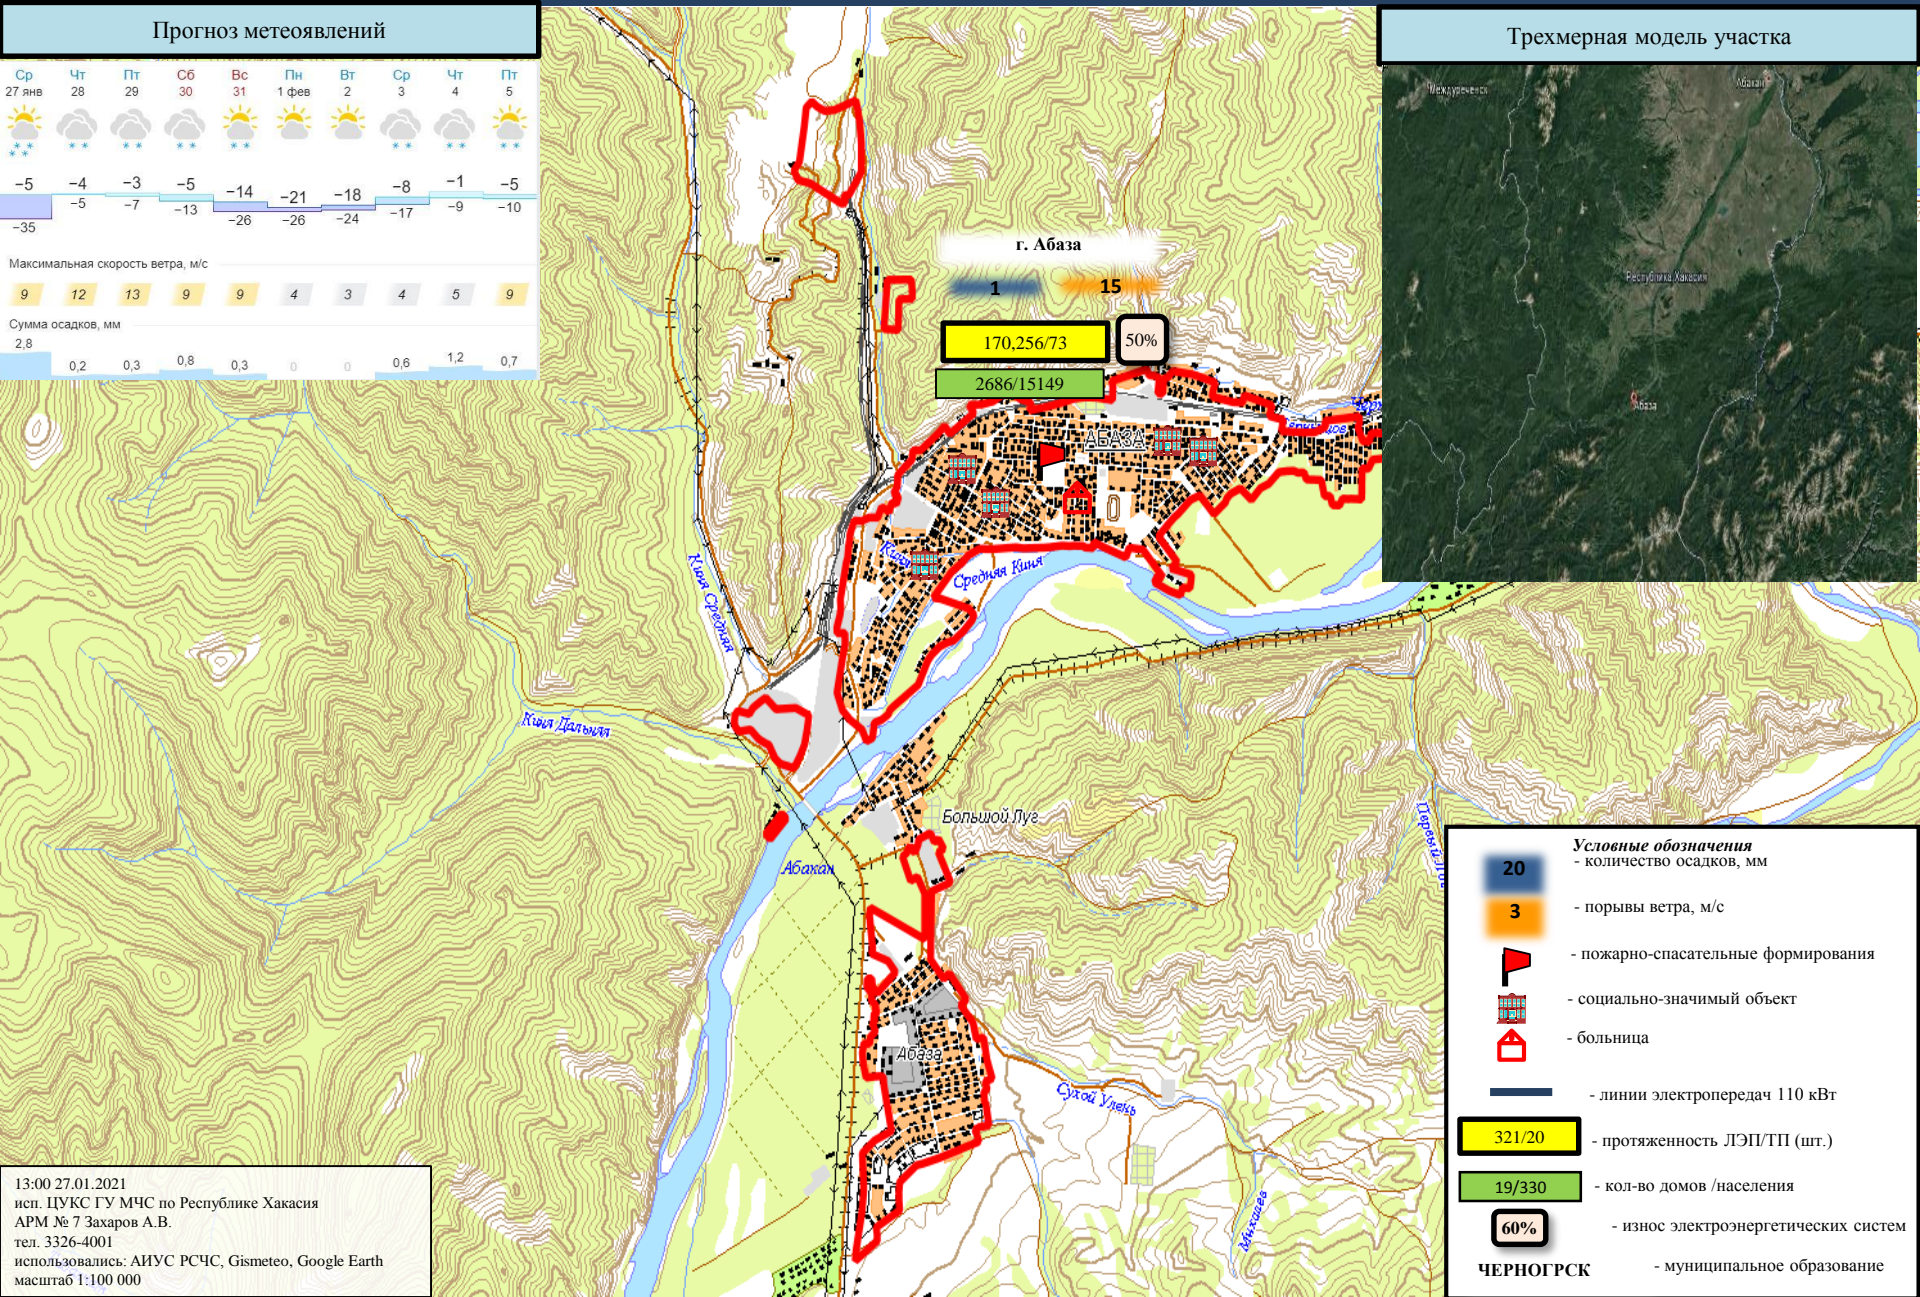 Прогноз метеоявлений
Ср Чт Пт Сб Вс Пн Вт Ср Чт Пт
27 янв 28 29 30 31 1 фев 2 3 4 5
−5 −4 −3 −5 −14 −21 −18 −8 −1 −5
−35 −5 −7 −13 −26 −26 −24 −17 −9 −10
Максимальная скорость ветра, м/с
9 12 13 9 9 4 3 4 5 9
Сумма осадков, мм
2,8 0,2 0,3 0,8 0,3 0 0 0,6 1,2 0,7
Трехмерная модель участка
Междуреченск
Абакан
Республика Хакасия
Абаза
г. Абаза
1 15
170,256/73 50%
2686/15149
АБАЗА
Средняя Киня
Киня Средняя
Киня Дальняя
Большой Луг
Абакан
Абаза
Сухой Улень
Михаалев
Первый
Условные обозначения
20 - количество осадков, мм
3 - порывы ветра, м/с
- пожарно-спасательные формирования
- социально-значимый объект
- больница
- линии электропередач 110 кВт
321/20 - протяженность ЛЭП/ТП (шт.)
19/330 - кол-во домов /населения
60% - износ электроэнергетических систем
ЧЕРНОГРСК - муниципальное образование
13:00 27.01.2021
исп. ЦУКС ГУ МЧС по Республике Хакасия
АРМ № 7 Захаров А.В.
тел. 3326-4001
использовались: АИУС РСЧС, Gismeteo, Google Earth
масштаб 1:100 000